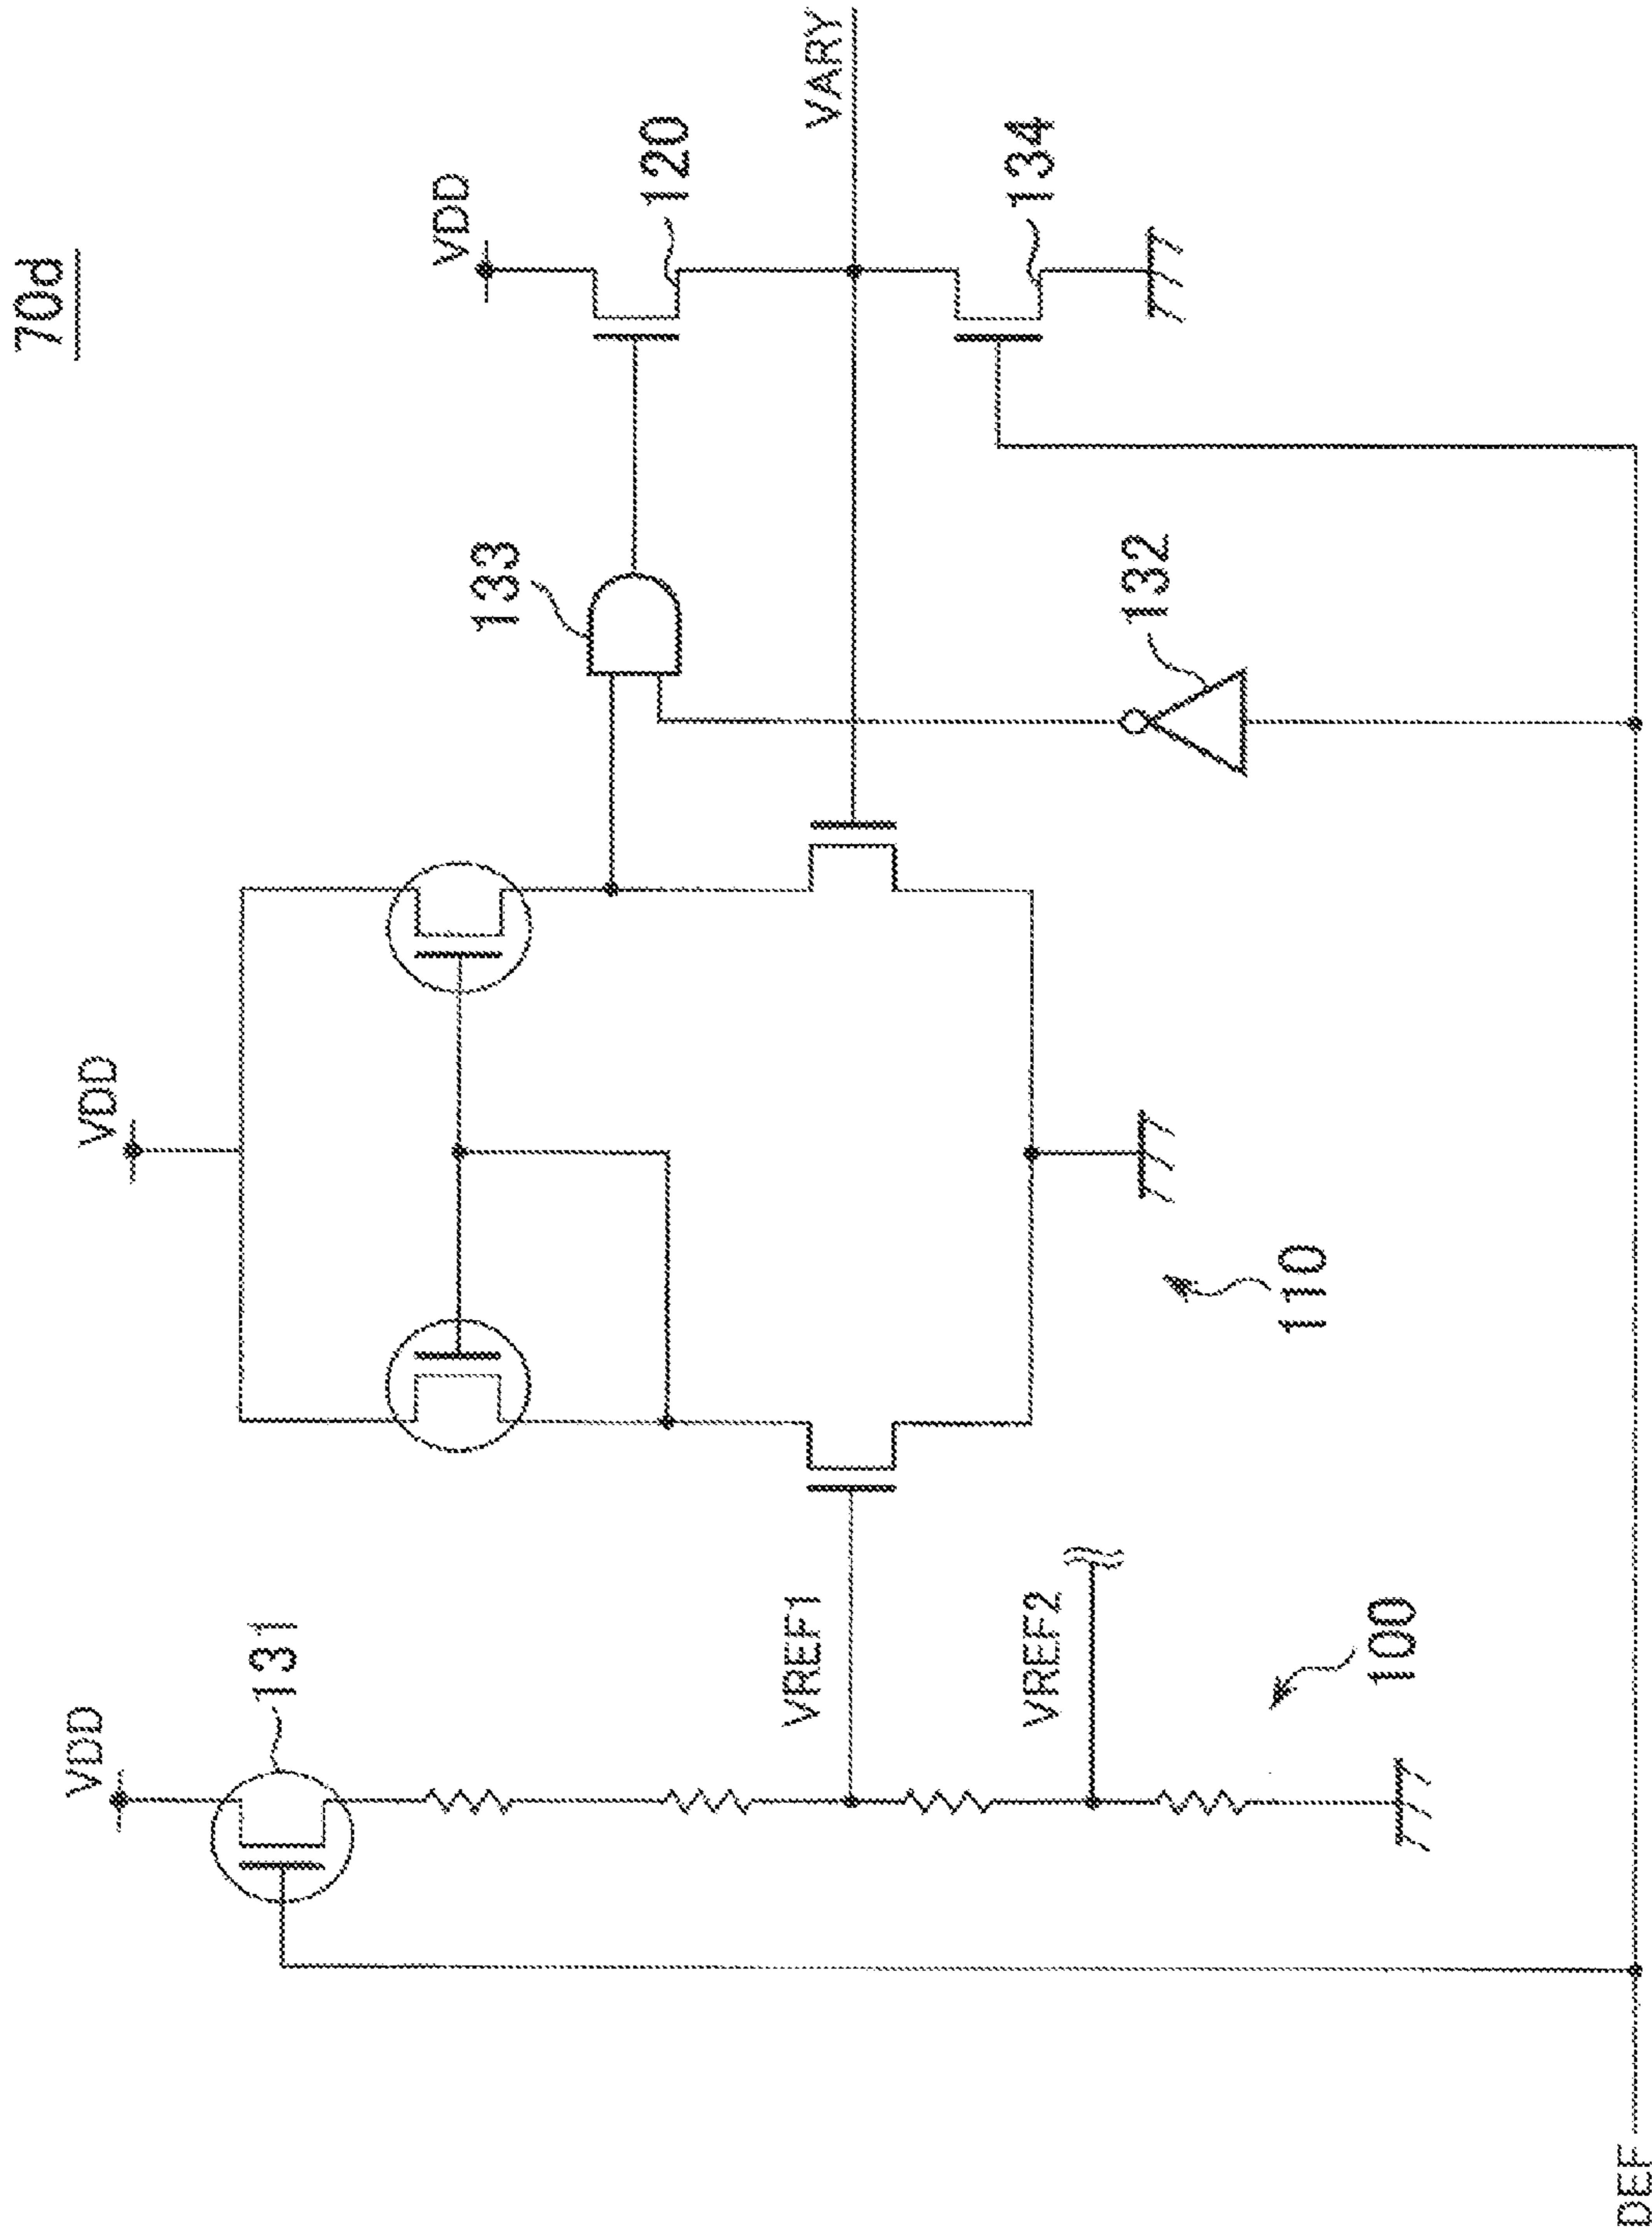 70d
VDD
131
VREF1
VREF2
100
VDD
110
133
132
VDD
120
VARY
134
DEF